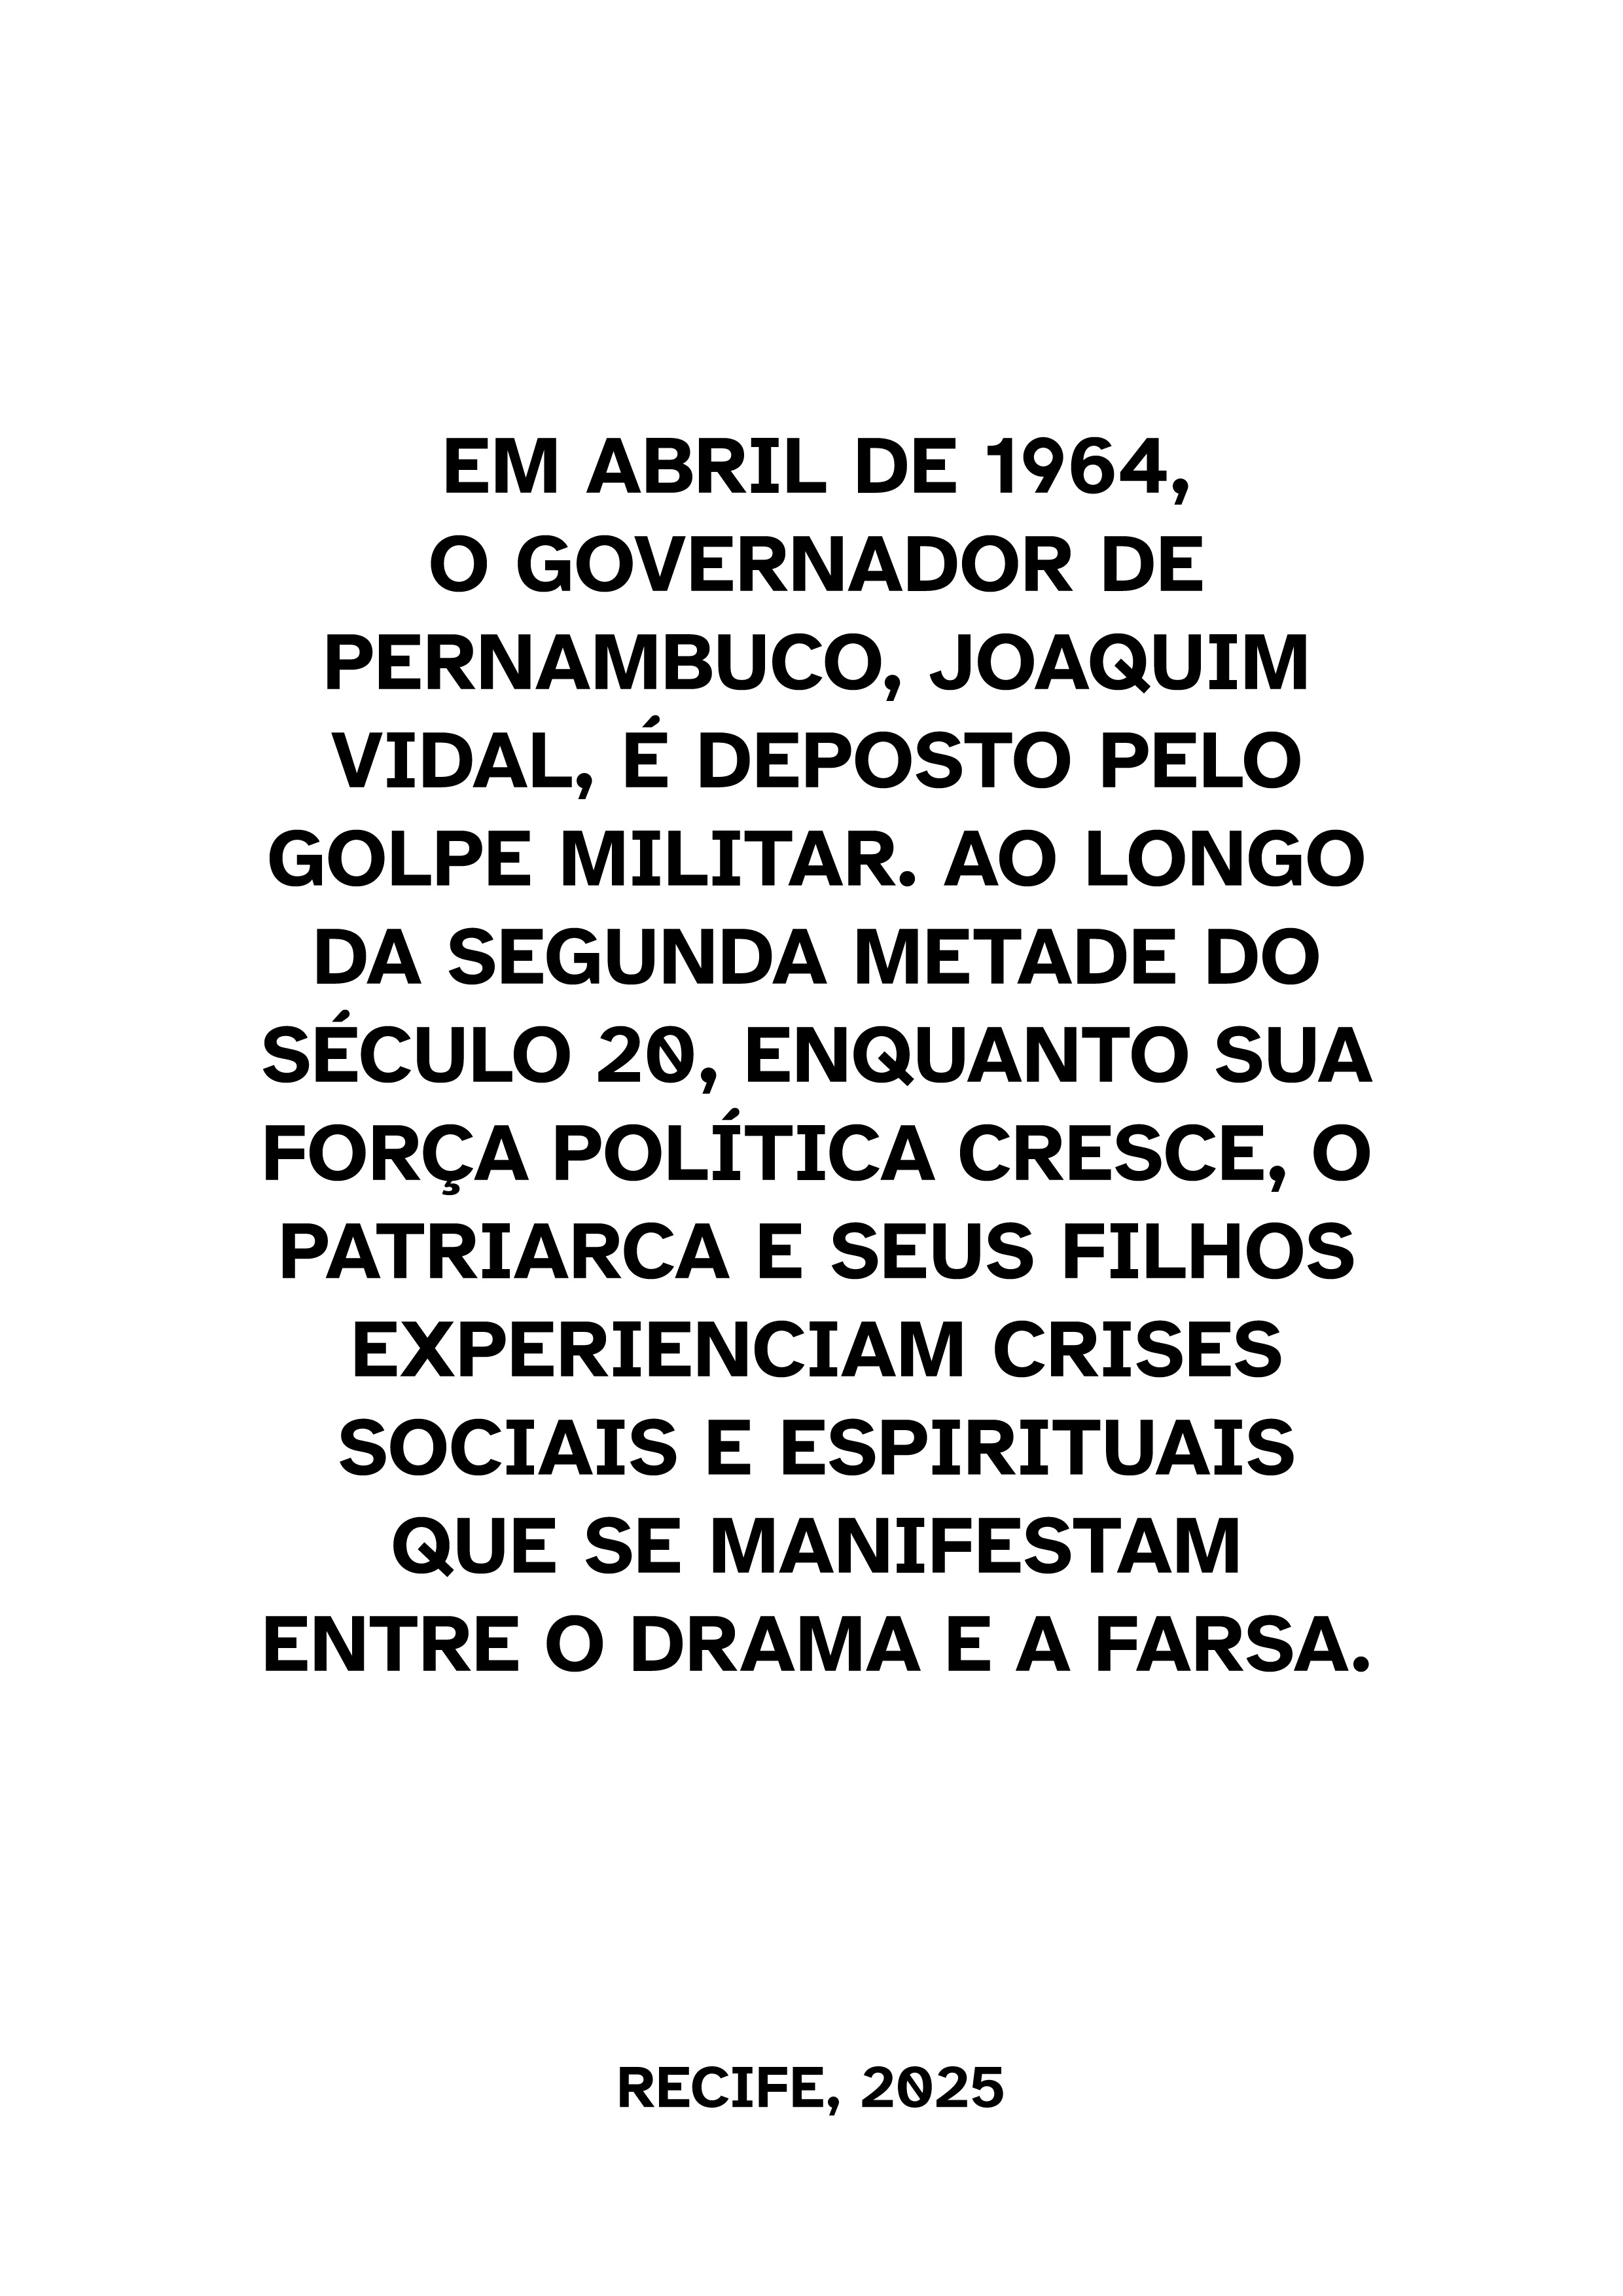 EM ABRIL DE 1964,
O GOVERNADOR DE
PERNAMBUCO, JOAQUIM
VIDAL, É DEPOSTO PELO
GOLPE MILITAR. AO LONGO
DA SEGUNDA METADE DO
SÉCULO 20, ENQUANTO SUA
FORÇA POLÍTICA CRESCE, O
PATRIARCA E SEUS FILHOS
EXPERIENCIAM CRISES
SOCIAIS E ESPIRITUAIS
QUE SE MANIFESTAM
ENTRE O DRAMA E A FARSA.
RECIFE, 2025